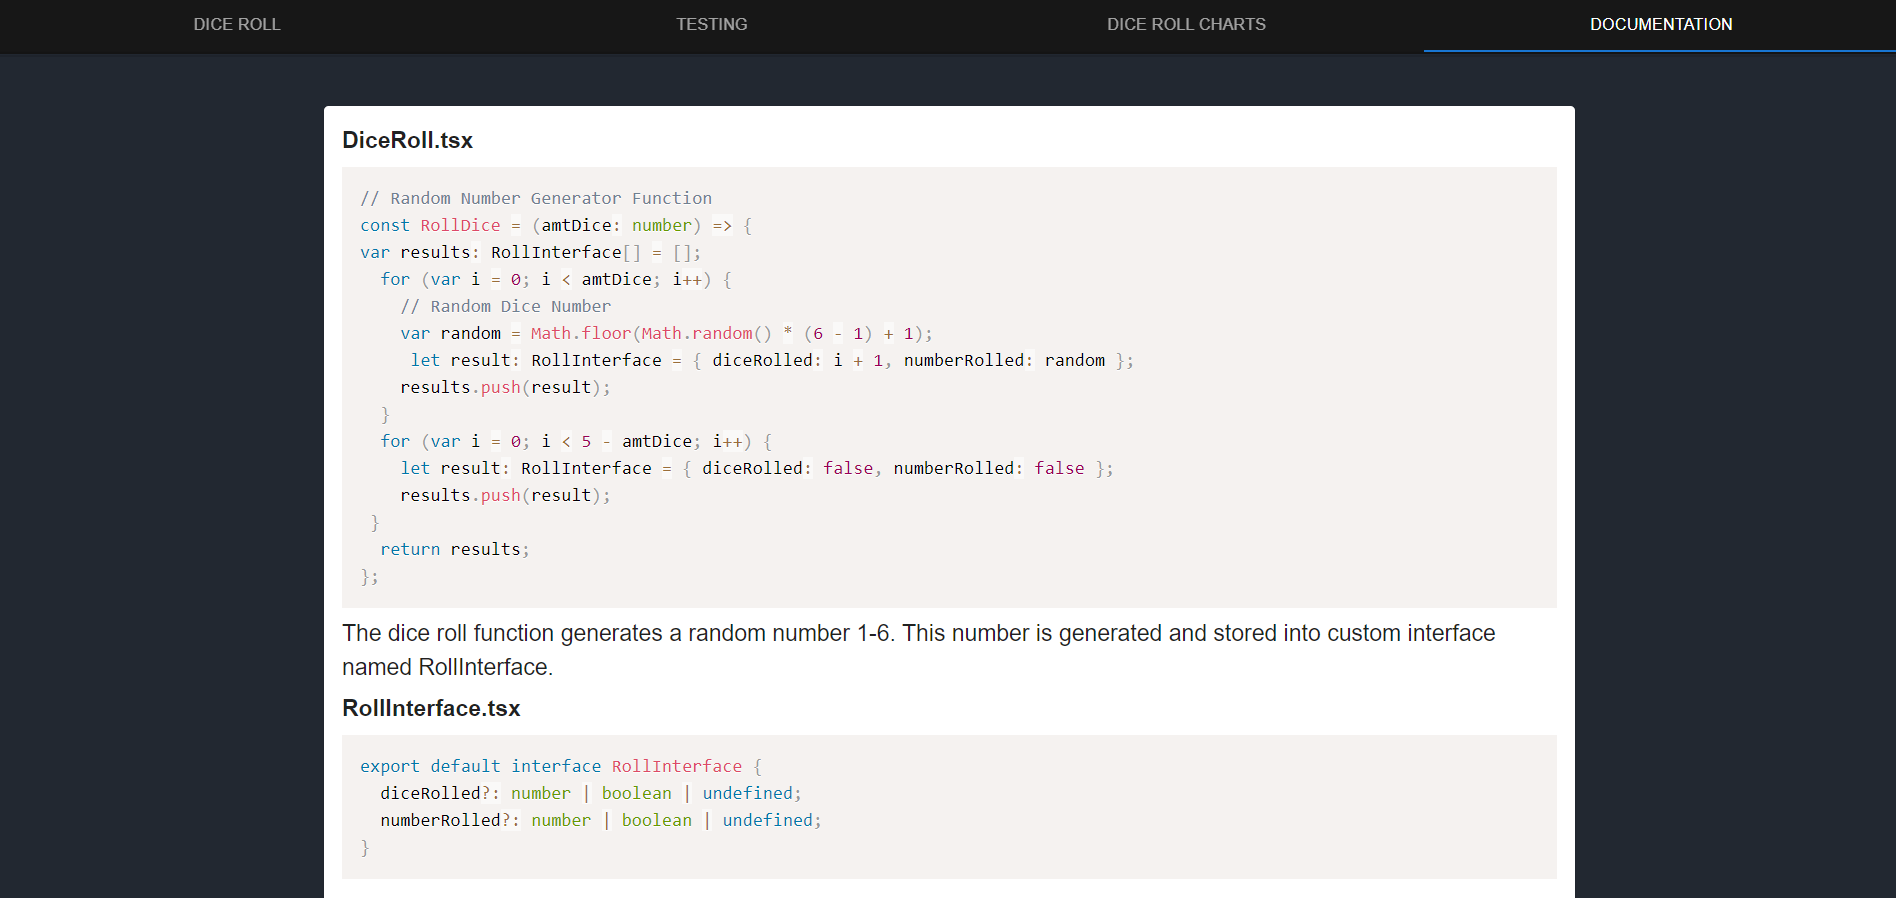 DICE ROLL TESTING DICE ROLL CHARTS DOCUMENTATION
DiceRoll.tsx
// Random Number Generator Function
const RollDice = (amtDice: number) => {
var results: RollInterface[] = [];
  for (var i = 0; i < amtDice; i++) {
    // Random Dice Number
    var random = Math.floor(Math.random() * (6 - 1) + 1);
     let result: RollInterface = { diceRolled: i + 1, numberRolled: random };
    results.push(result);
  }
  for (var i = 0; i < 5 - amtDice; i++) {
    let result: RollInterface = { diceRolled: false, numberRolled: false };
    results.push(result);
 }
  return results;
};
The dice roll function generates a random number 1-6. This number is generated and stored into custom interface
named RollInterface.
RollInterface.tsx
export default interface RollInterface {
  diceRolled?: number | boolean | undefined;
  numberRolled?: number | boolean | undefined;
}